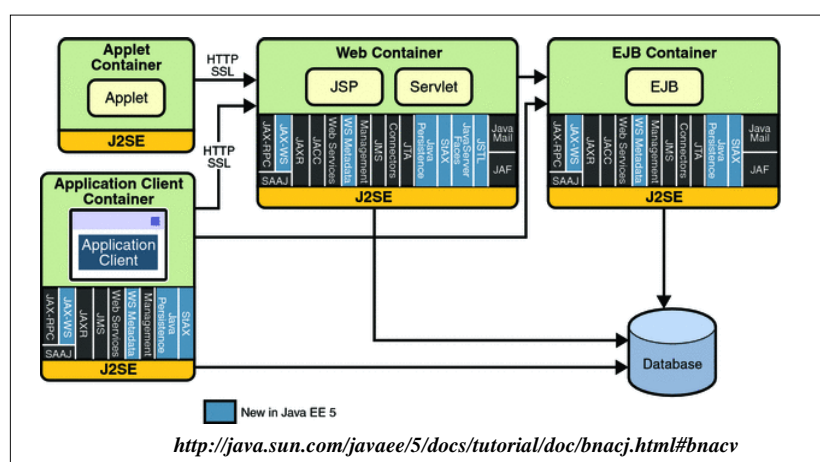 Applet
Container
Applet
J2SE
HTTP
SSL
Web Container
JSP
Servlet
JAX-RPC
SAAJ
JAX-WS
JAXR
JACC
Web Services
WS Metadata
Management
JMS
Connectors
JTA
Java
Persistence
StAX
JavaServer
Faces
JSTL
Java
Mail
JAF
J2SE
EJB Container
EJB
JAX-RPC
SAAJ
JAX-WS
JAXR
JACC
Web Services
WS Metadata
Management
JMS
Connectors
JTA
Java
Persistence
StAX
Java
Mail
JAF
J2SE
HTTP
SSL
Application Client
Container
Application
Client
JAX-RPC
SAAJ
JAX-WS
JAXR
JMS
Web Services
WS Metadata
Management
Java
Persistence
StAX
J2SE
Database
New in Java EE 5
http://java.sun.com/javaee/5/docs/tutorial/doc/bnacj.html#bnacv